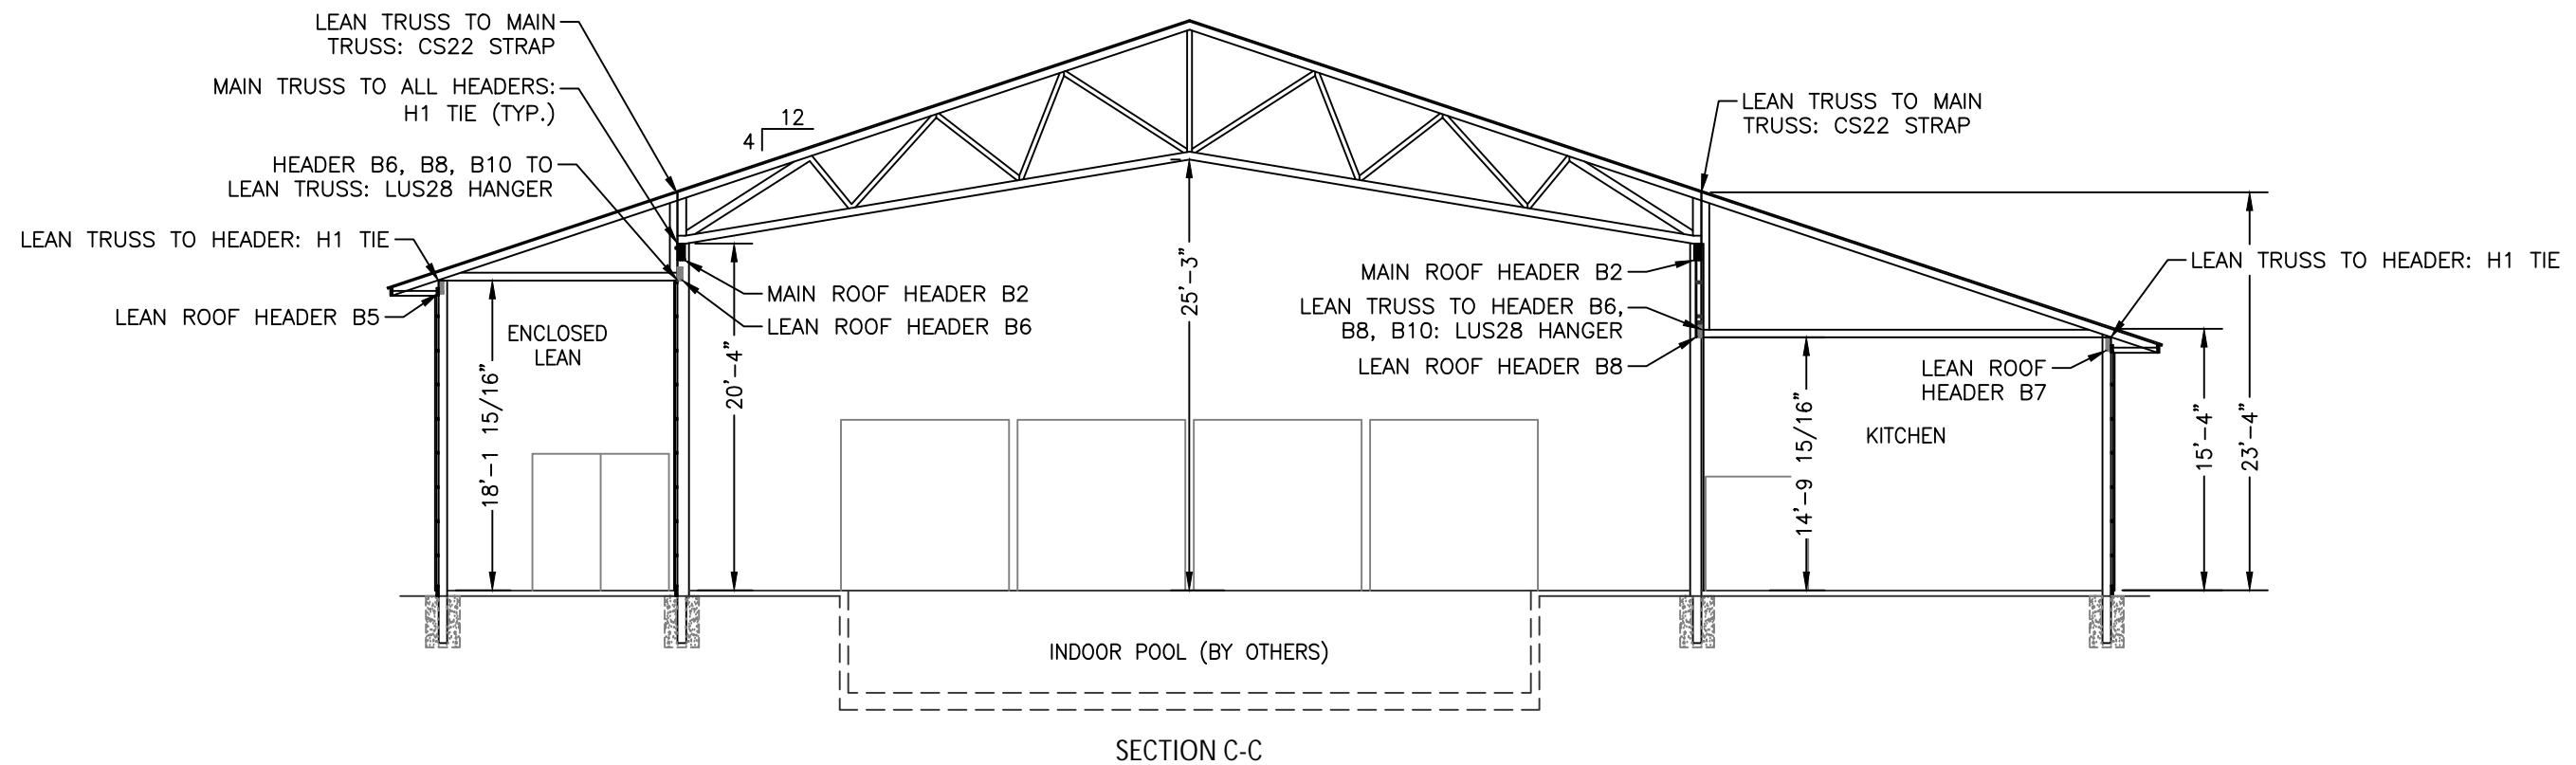 LEAN TRUSS TO MAIN
TRUSS: CS22 STRAP
MAIN TRUSS TO ALL HEADERS:
H1 TIE (TYP.)
HEADER B6, B8, B10 TO
LEAN TRUSS: LUS28 HANGER
LEAN TRUSS TO HEADER: H1 TIE
LEAN ROOF HEADER B5
12
4
ENCLOSED
LEAN
18'-1 15/16"
20'-4"
MAIN ROOF HEADER B2
LEAN ROOF HEADER B6
25'-3"
LEAN TRUSS TO MAIN
TRUSS: CS22 STRAP
MAIN ROOF HEADER B2
LEAN TRUSS TO HEADER B6,
B8, B10: LUS28 HANGER
LEAN ROOF HEADER B8
LEAN TRUSS TO HEADER: H1 TIE
LEAN ROOF
HEADER B7
KITCHEN
14'-9 15/16"
15'-4"
23'-4"
INDOOR POOL (BY OTHERS)
SECTION C-C